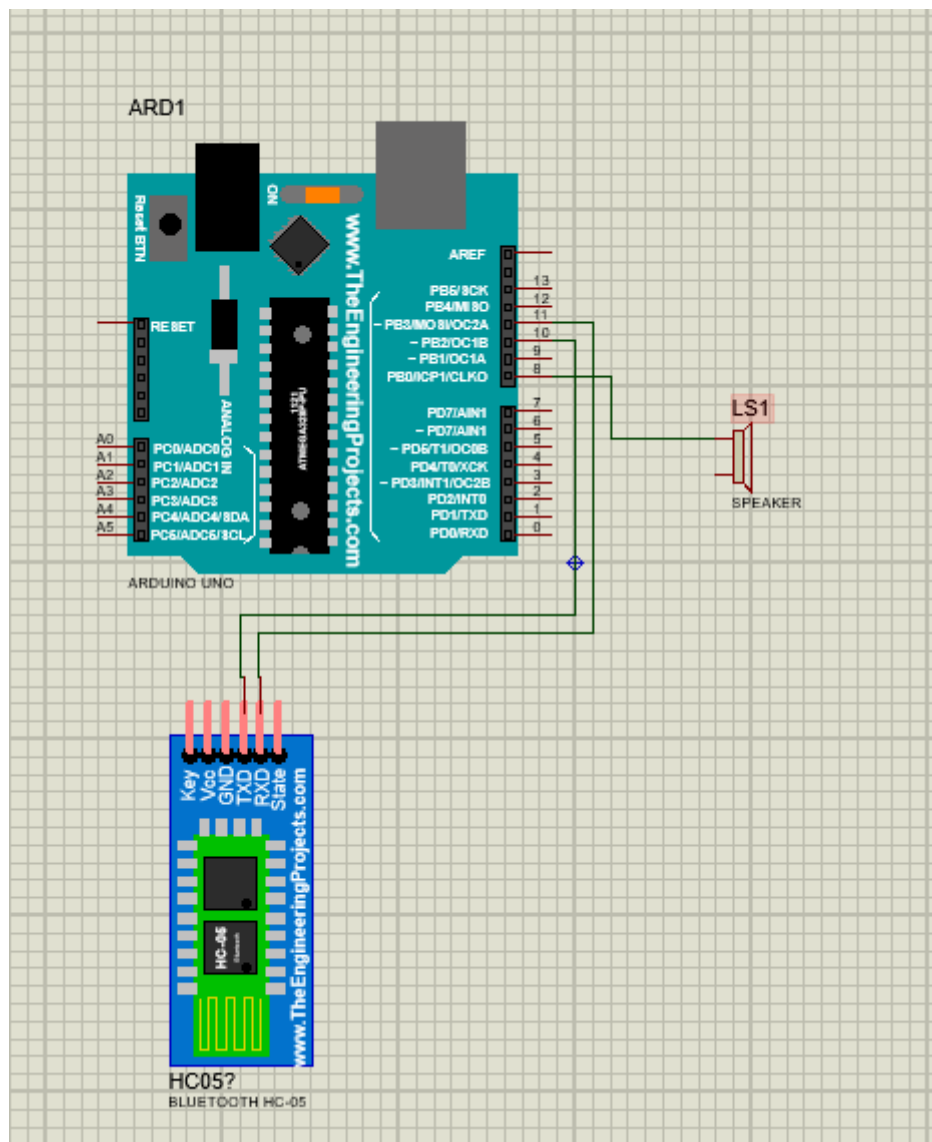 ARD1
Reset BTN
ON
www.TheEngineeringProjects.com
RESET
ANALOG IN
1121
ATMEGA328P-PU
AREF
PB5/SCK 13
PB4/MISO 12
~ PB3/MOSI/OC2A 11
~ PB2/OC1B 10
~ PB1/OC1A 9
PB0/ICP1/CLKO 8
PD7/AIN1 7
~ PD7/AIN1 6
~ PD5/T1/OC0B 5
PD4/T0/XCK 4
~ PD3/INT1/OC2B 3
PD2/INT0 2
PD1/TXD 1
PD0/RXD 0
A0 PC0/ADC0
A1 PC1/ADC1
A2 PC2/ADC2
A3 PC3/ADC3
A4 PC4/ADC4/SDA
A5 PC5/ADC5/SCL
ARDUINO UNO
LS1
SPEAKER
Key
Vcc
GND
TXD
RXD
State
HC-05
Bluetooth
www.TheEngineeringProjects.com
HC05?
BLUETOOTH HC-05